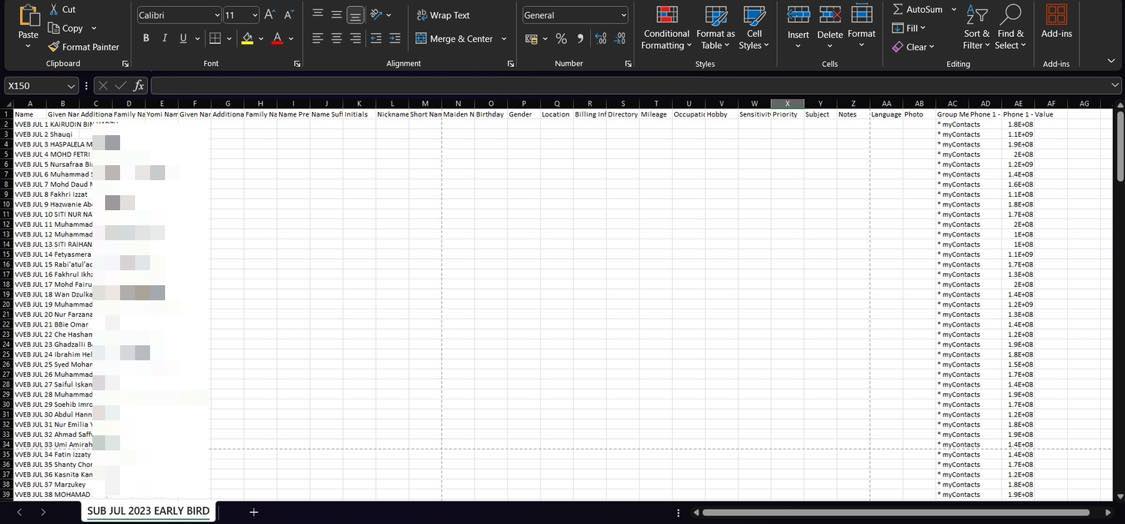 Cut
Copy
Format Painter
Paste
Clipboard
Calibri 11
B I U
Font
Wrap Text
Merge & Center
Alignment
General
Number
Conditional Formatting
Format as Table
Cell Styles
Styles
Insert Delete Format
Cells
AutoSum
Fill
Clear
Sort & Filter
Find & Select
Editing
Add-ins
Add-ins
X150 fx
A B C D E F G H I J K L M N O P Q R S T U V W X Y Z AA AB AC AD AE AF AG
1 Name Given Nar Additiona Family Na Yomi Nam Given Nar Additiona Family Na Name Pre Name Suf Initials Nickname Short Nam Maiden N Birthday Gender Location Billing Inf Directory Mileage Occupatic Hobby Sensitivit Priority Subject Notes Language Photo Group Me Phone 1 - Phone 1 - Value
2 VVEB JUL 1 KAIRUDIN BIN * myContacts 1.8E+08
3 VVEB JUL 2 Shauqi * myContacts 1.1E+09
4 VVEB JUL 3 HASPALELA M * myContacts 1.9E+08
5 VVEB JUL 4 MOHD FETRI * myContacts 2E+08
6 VVEB JUL 5 Nursafraa Bi * myContacts 1.2E+09
7 VVEB JUL 6 Muhammad S * myContacts 1.4E+08
8 VVEB JUL 7 Mohd Daud M * myContacts 1.6E+08
9 VVEB JUL 8 Fakhri Izzat * myContacts 1.1E+08
10 VVEB JUL 9 Hazwanie Ab * myContacts 1.8E+08
11 VVEB JUL 10 SITI NUR NA * myContacts 1.7E+08
12 VVEB JUL 11 Muhammad * myContacts 2E+08
13 VVEB JUL 12 Muhammad * myContacts 1E+08
14 VVEB JUL 13 SITI RAIHAN * myContacts 1E+08
15 VVEB JUL 14 Fetyasmera * myContacts 1.1E+09
16 VVEB JUL 15 Rabi'atul'ac * myContacts 1.7E+08
17 VVEB JUL 16 Fakhrul Ikhz * myContacts 1.3E+08
18 VVEB JUL 17 Mohd Fairu * myContacts 2E+08
19 VVEB JUL 18 Wan Dzulka * myContacts 1.4E+08
20 VVEB JUL 19 Muhammad * myContacts 1.2E+09
21 VVEB JUL 20 Nur Farzana * myContacts 1.3E+08
22 VVEB JUL 21 BBie Omar * myContacts 1.4E+08
23 VVEB JUL 22 Che Hasham * myContacts 1.2E+08
24 VVEB JUL 23 Ghadzalli B * myContacts 1.9E+08
25 VVEB JUL 24 Ibrahim Hel * myContacts 1.8E+08
26 VVEB JUL 25 Syed Mohar * myContacts 1.5E+08
27 VVEB JUL 26 Muhammad * myContacts 1.7E+08
28 VVEB JUL 27 Saiful Iskan * myContacts 1.4E+08
29 VVEB JUL 28 Muhammad * myContacts 1.9E+08
30 VVEB JUL 29 Soehib Imro * myContacts 1.7E+08
31 VVEB JUL 30 Abdul Hann * myContacts 1.2E+08
32 VVEB JUL 31 Nur Emilia Y * myContacts 1.8E+08
33 VVEB JUL 32 Ahmad Saff * myContacts 1.9E+08
34 VVEB JUL 33 Umi Amirah * myContacts 1.4E+08
35 VVEB JUL 34 Fatin Izzaty * myContacts 1.4E+08
36 VVEB JUL 35 Shanty Chor * myContacts 1.7E+08
37 VVEB JUL 36 Kasnita Kan * myContacts 1.2E+08
38 VVEB JUL 37 Marzukey * myContacts 1.8E+08
39 VVEB JUL 38 MOHAMAD * myContacts 1.9E+08
SUB JUL 2023 EARLY BIRD